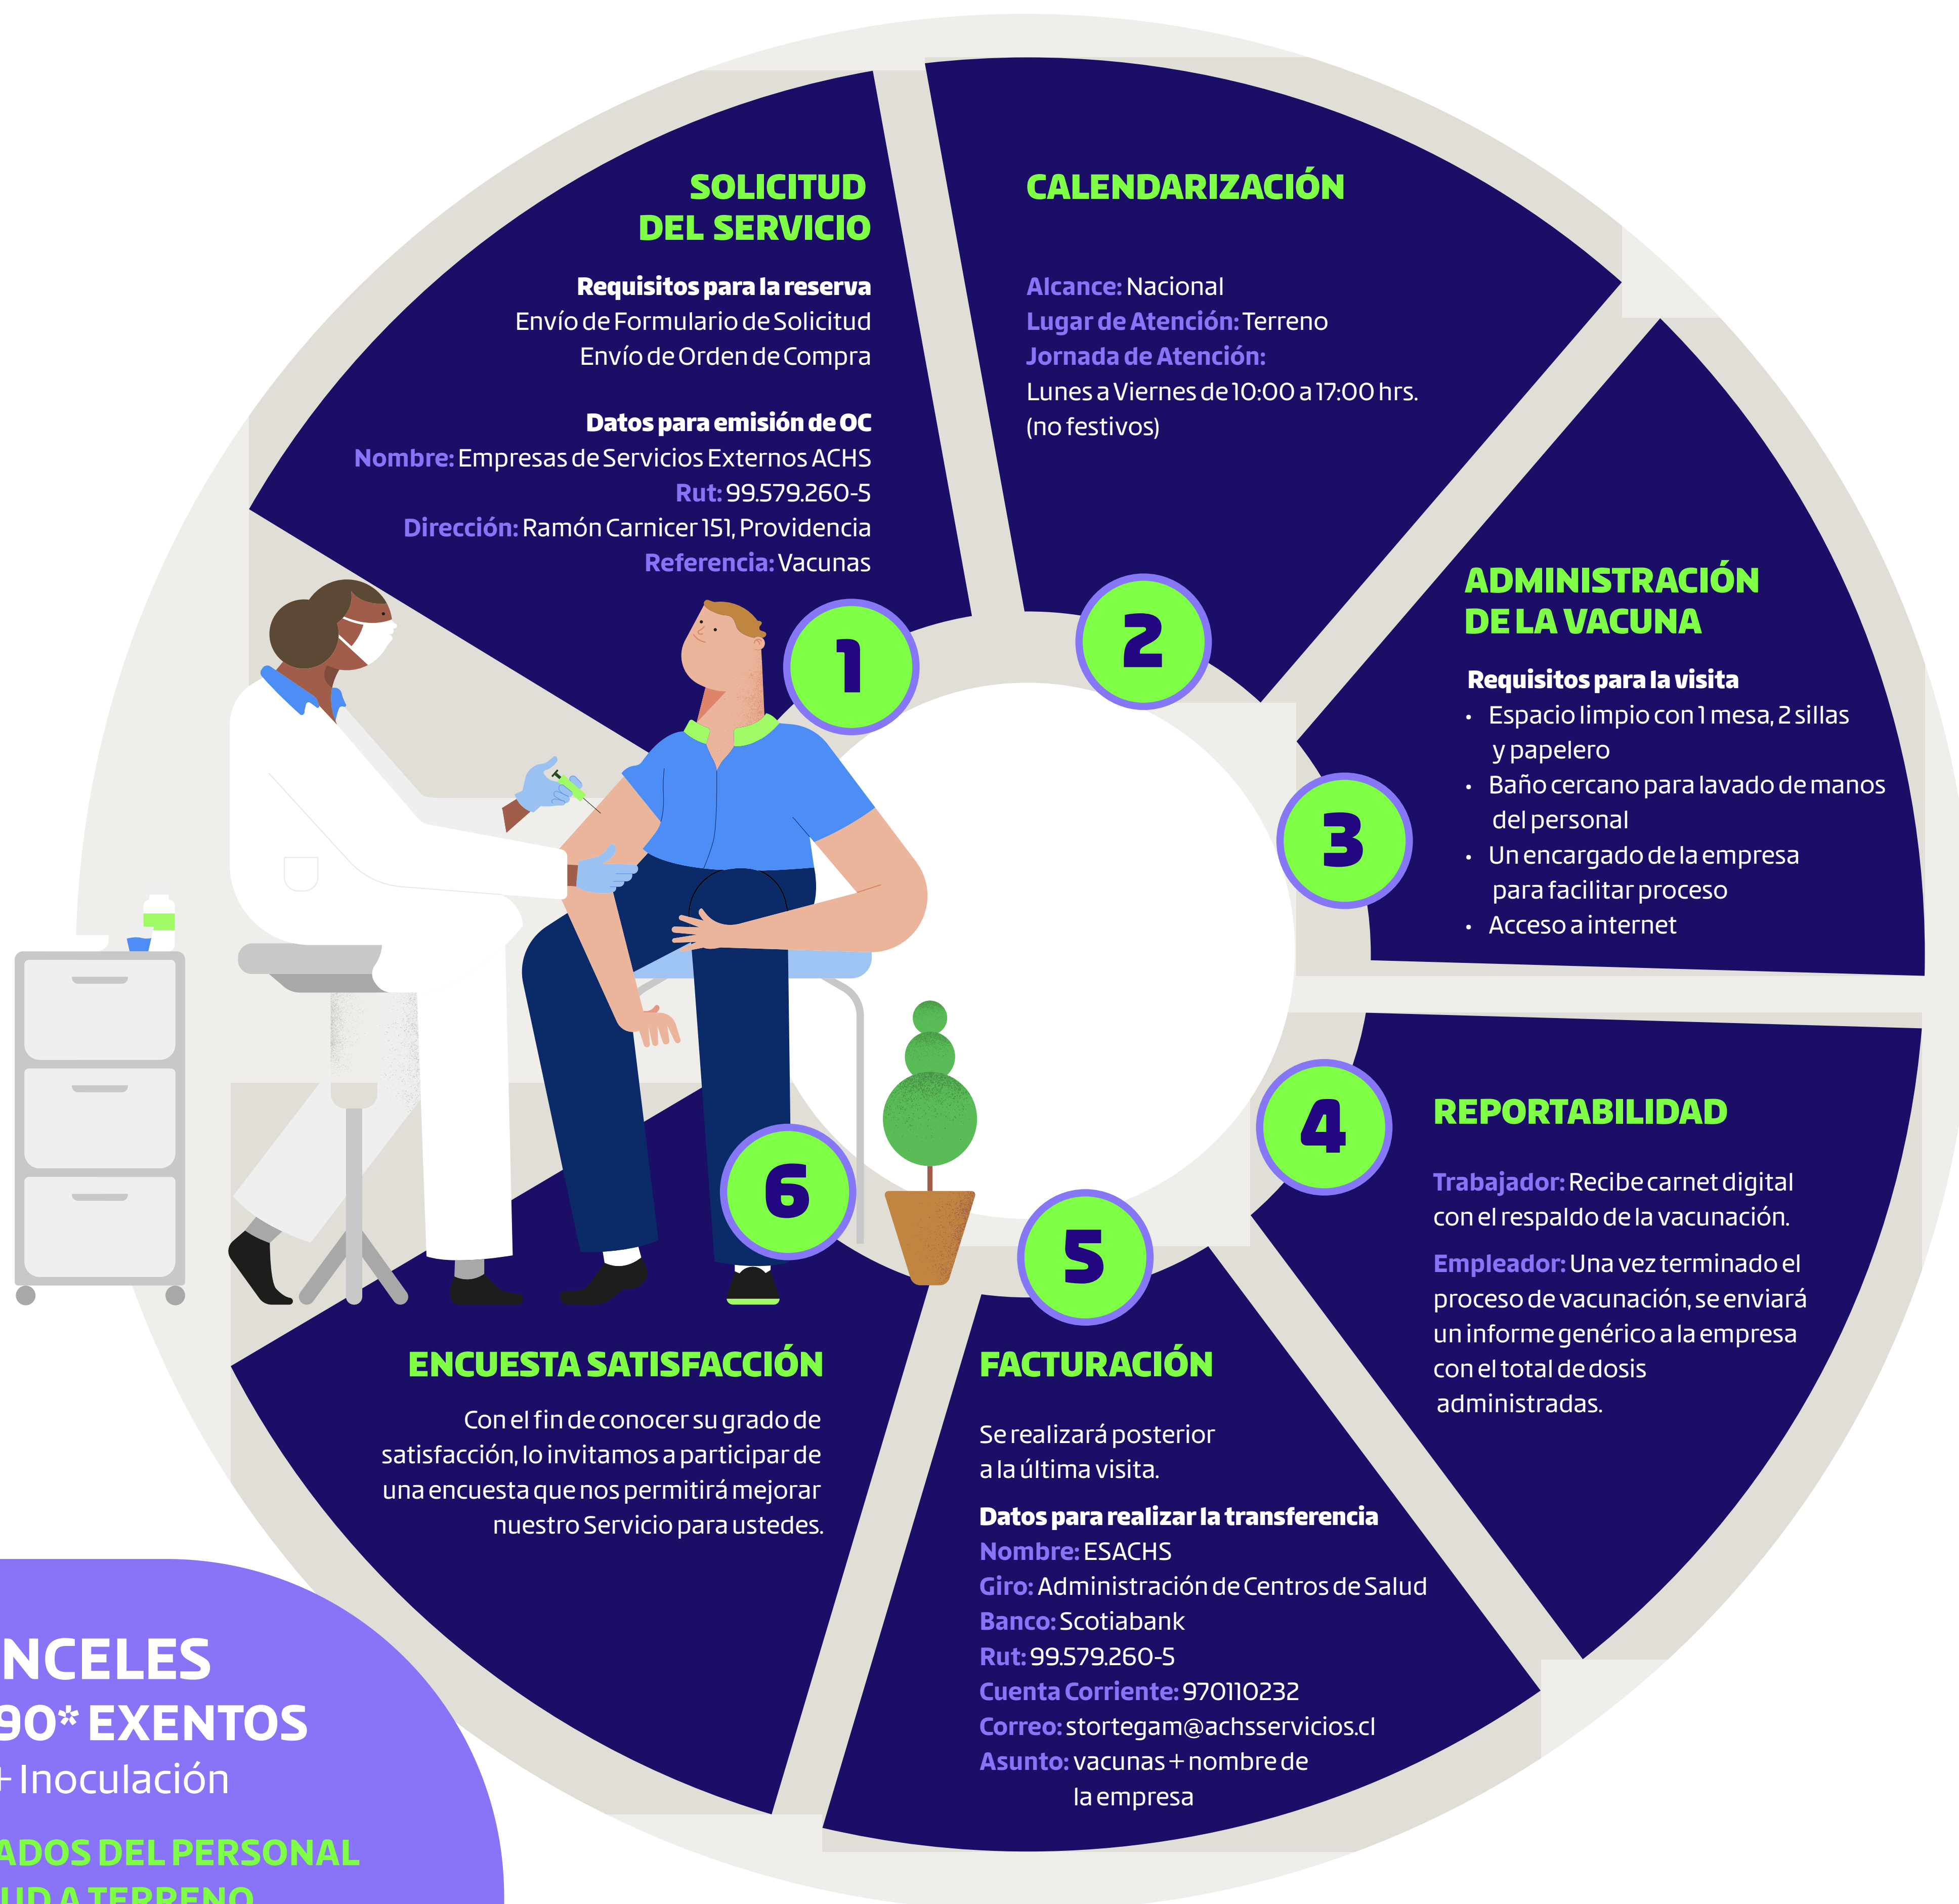 SOLICITUD
DEL SERVICIO
Requisitos para la reserva
Envío de Formulario de Solicitud
Envío de Orden de Compra
Datos para emisión de OC
Nombre: Empresas de Servicios Externos ACHS
Rut: 99.579.260-5
Dirección: Ramón Carnicer 151, Providencia
Referencia: Vacunas
1
CALENDARIZACIÓN
Alcance: Nacional
Lugar de Atención: Terreno
Jornada de Atención:
Lunes a Viernes de 10:00 a 17:00 hrs.
(no festivos)
2
ADMINISTRACIÓN
DE LA VACUNA
Requisitos para la visita
• Espacio limpio con 1 mesa, 2 sillas
y papelero
• Baño cercano para lavado de manos
del personal
• Un encargado de la empresa
para facilitar proceso
• Acceso a internet
3
4
REPORTABILIDAD
Trabajador: Recibe carnet digital
con el respaldo de la vacunación.
Empleador: Una vez terminado el
proceso de vacunación, se enviará
un informe genérico a la empresa
con el total de dosis
administradas.
5
FACTURACIÓN
Se realizará posterior
a la última visita.
Datos para realizar la transferencia
Nombre: ESACHS
Giro: Administración de Centros de Salud
Banco: Scotiabank
Rut: 99.579.260-5
Cuenta Corriente: 970110232
Correo: stortegam@achsservicios.cl
Asunto: vacunas + nombre de
la empresa
6
ENCUESTA SATISFACCIÓN
Con el fin de conocer su grado de
satisfacción, lo invitamos a participar de
una encuesta que nos permitirá mejorar
nuestro Servicio para ustedes.
NCELES
90* EXENTOS
+ Inoculación
ADOS DEL PERSONAL
UD A TERRENO